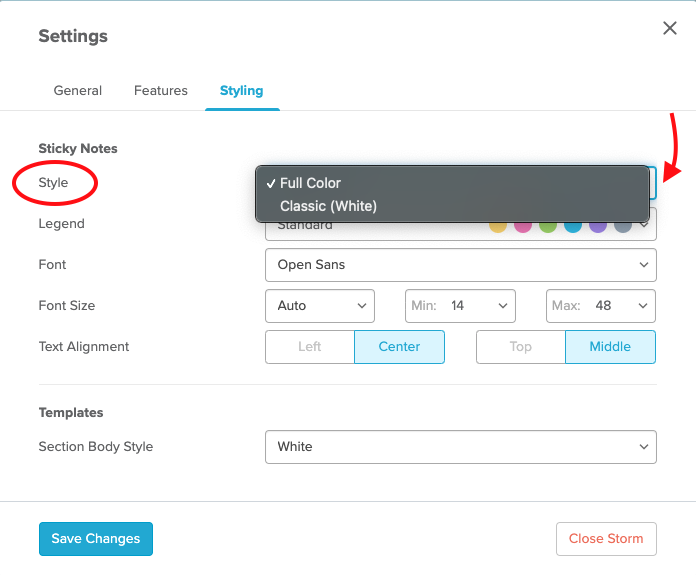 Settings
General Features Styling
Sticky Notes
Style
✓ Full Color
Classic (White)
Legend Standard
Font Open Sans
Font Size Auto Min: 14 Max: 48
Text Alignment Left Center Top Middle
Templates
Section Body Style White
Save Changes Close Storm